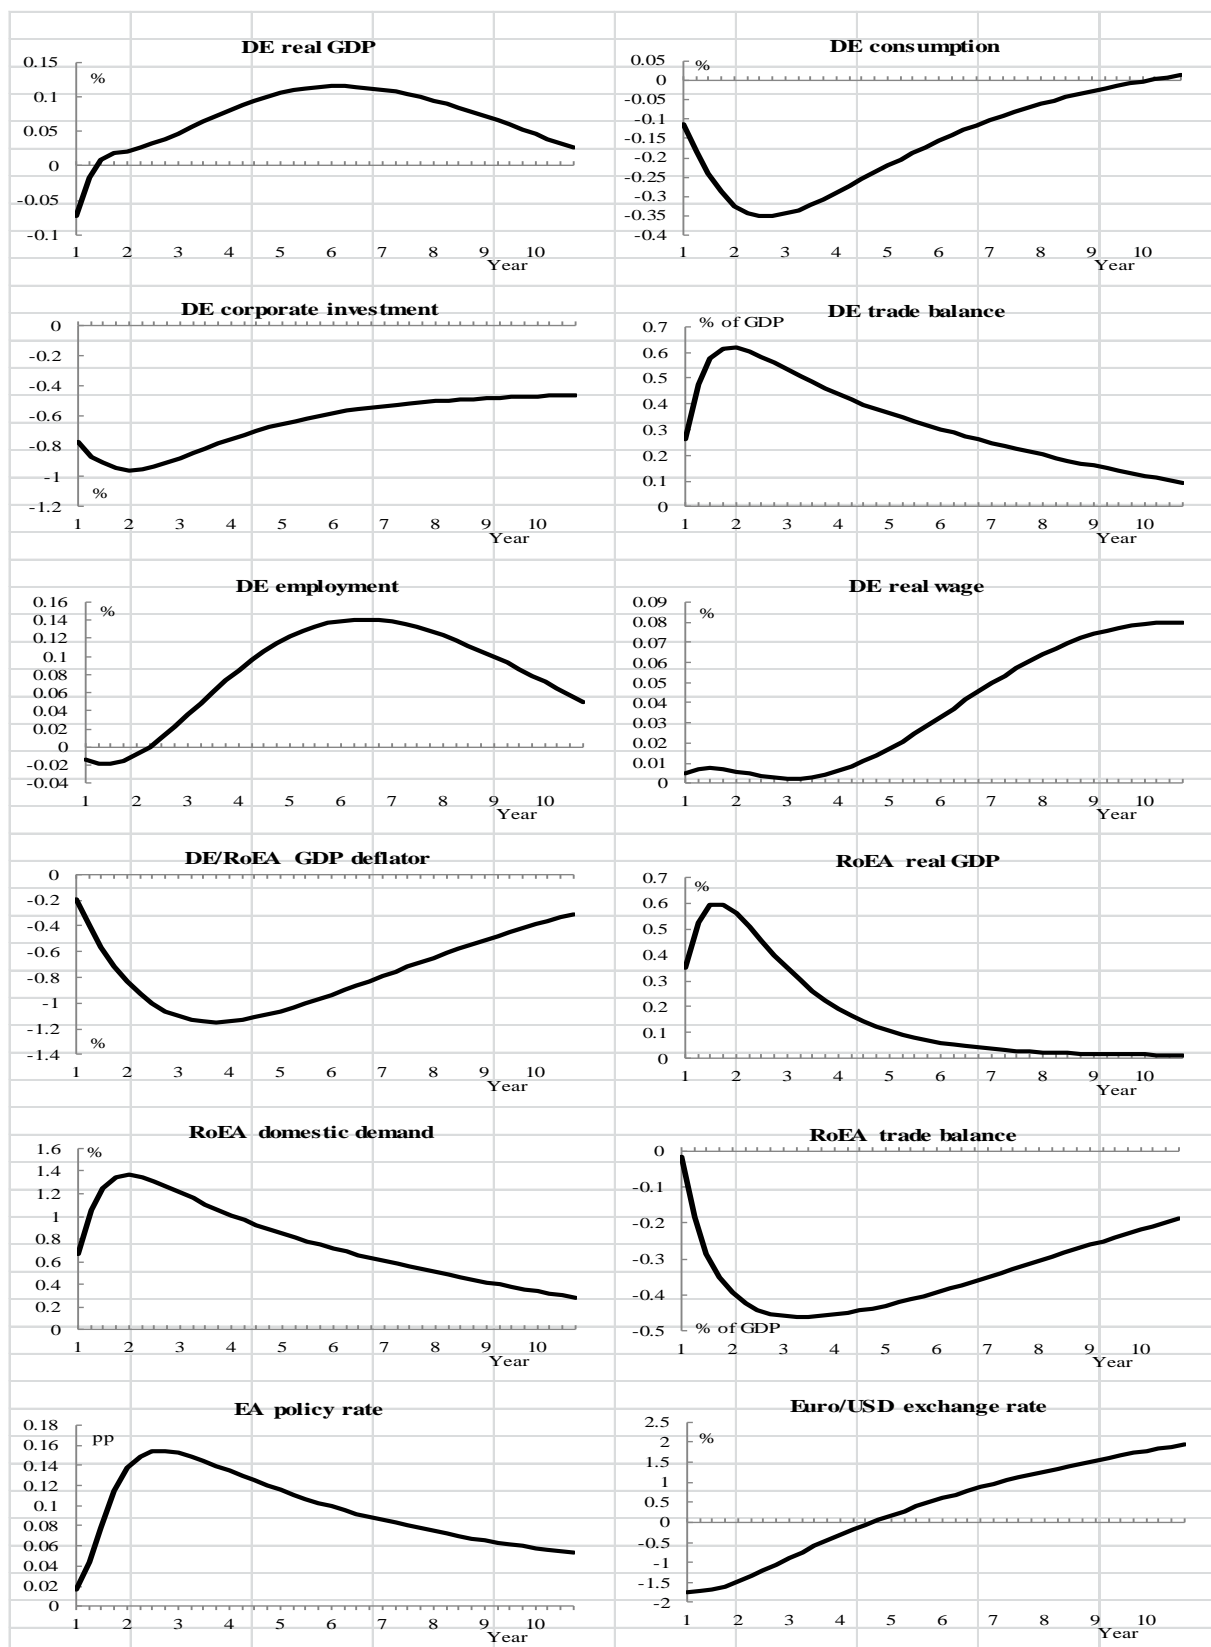 DE real GDP
0.15
%
0.1
0.05
0
-0.05
-0.1
1 2 3 4 5 6 7 8 9 10
Year
DE consumption
0.05
%
0
-0.05
-0.1
-0.15
-0.2
-0.25
-0.3
-0.35
-0.4
1 2 3 4 5 6 7 8 9 10
Year
DE corporate investment
0
-0.2
-0.4
-0.6
-0.8
-1
%
-1.2
1 2 3 4 5 6 7 8 9 10
Year
DE trade balance
0.7
% of GDP
0.6
0.5
0.4
0.3
0.2
0.1
0
1 2 3 4 5 6 7 8 9 10
Year
DE employment
0.16
%
0.14
0.12
0.1
0.08
0.06
0.04
0.02
0
-0.02
-0.04
1 2 3 4 5 6 7 8 9 10
Year
DE real wage
0.09
%
0.08
0.07
0.06
0.05
0.04
0.03
0.02
0.01
0
1 2 3 4 5 6 7 8 9 10
Year
DE/RoEA GDP deflator
0
-0.2
-0.4
-0.6
-0.8
-1
-1.2
%
-1.4
1 2 3 4 5 6 7 8 9 10
Year
RoEA real GDP
0.7
%
0.6
0.5
0.4
0.3
0.2
0.1
0
1 2 3 4 5 6 7 8 9 10
Year
RoEA domestic demand
1.6
%
1.4
1.2
1
0.8
0.6
0.4
0.2
0
1 2 3 4 5 6 7 8 9 10
Year
RoEA trade balance
0
-0.1
-0.2
-0.3
-0.4
-0.5
% of GDP
1 2 3 4 5 6 7 8 9 10
Year
EA policy rate
0.18
pp
0.16
0.14
0.12
0.1
0.08
0.06
0.04
0.02
0
1 2 3 4 5 6 7 8 9 10
Year
Euro/USD exchange rate
2.5
%
2
1.5
1
0.5
0
-0.5
-1
-1.5
-2
1 2 3 4 5 6 7 8 9 10
Year